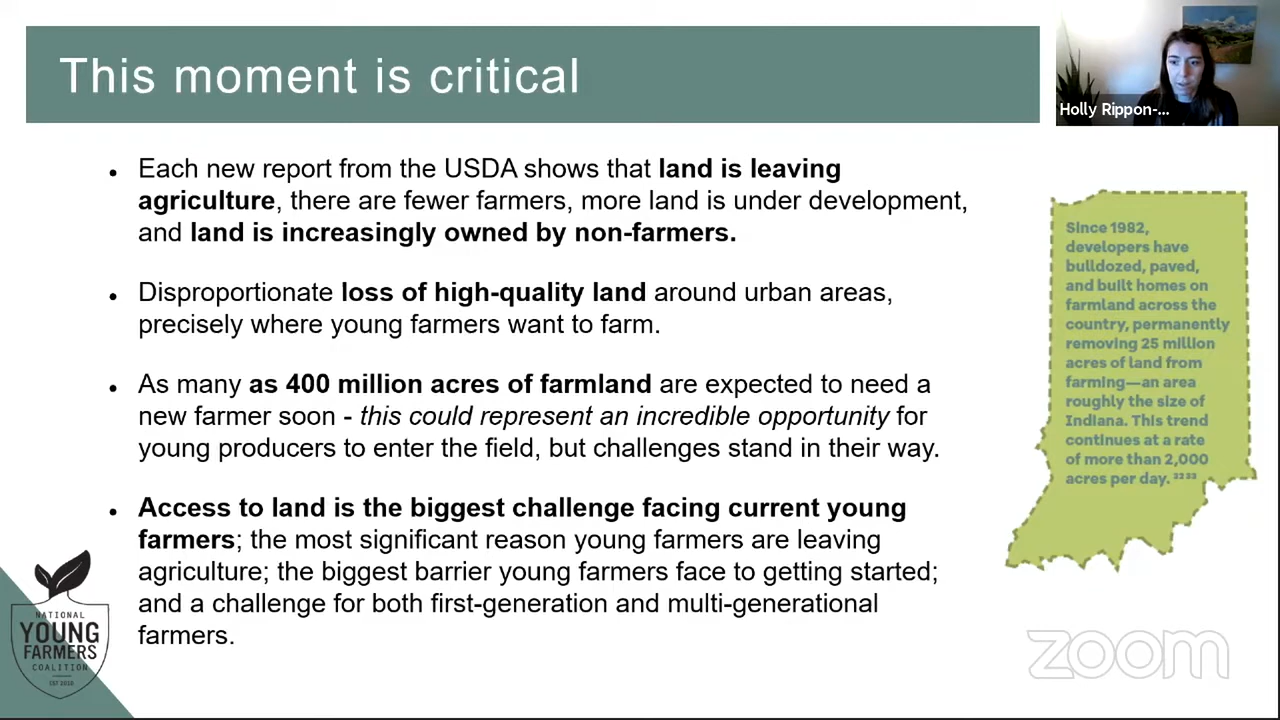 This moment is critical
Holly Rippon-...
• Each new report from the USDA shows that land is leaving
agriculture, there are fewer farmers, more land is under development,
and land is increasingly owned by non-farmers.
• Disproportionate loss of high-quality land around urban areas,
precisely where young farmers want to farm.
• As many as 400 million acres of farmland are expected to need a
new farmer soon - this could represent an incredible opportunity for
young producers to enter the field, but challenges stand in their way.
• Access to land is the biggest challenge facing current young
farmers; the most significant reason young farmers are leaving
agriculture; the biggest barrier young farmers face to getting started;
and a challenge for both first-generation and multi-generational
farmers.
Since 1982,
developers have
bulldozed, paved,
and built homes on
farmland across the
country, permanently
removing 25 million
acres of land from
farming—an area
roughly the size of
Indiana. This trend
continues at a rate
of more than 2,000
acres per day. 32 33
NATIONAL
YOUNG
FARMERS
COALITION
EST 2010
zoom